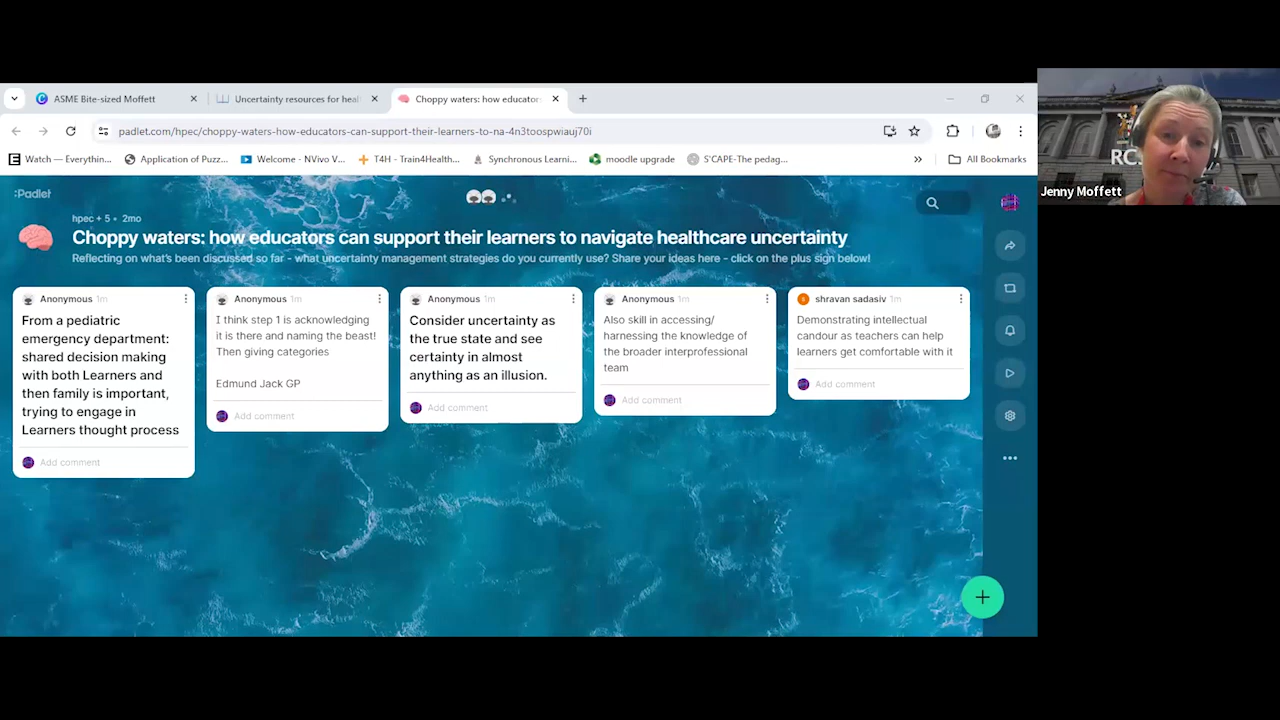 ASME Bite-sized Moffett
Uncertainty resources for heal
Choppy waters: how educator
padlet.com/hpec/choppy-waters-how-educators-can-support-their-learners-to-na-4n3toospwiauj70i
Watch — Everythin...
Application of Puzz...
Welcome - NVivo V...
T4H - Train4Health...
Synchronous Learni...
moodle upgrade
S'CAPE-The pedag...
»
All Bookmarks
RC
Jenny Moffett
:Padlet
hpec + 5 • 2mo
Choppy waters: how educators can support their learners to navigate healthcare uncertainty
Reflecting on what's been discussed so far - what uncertainty management strategies do you currently use? Share your ideas here - click on the plus sign below!
Anonymous 1m
From a pediatric
emergency department:
shared decision making
with both Learners and
then family is important,
trying to engage in
Learners thought process
Add comment
Anonymous 1m
I think step 1 is acknowledging
it is there and naming the beast!
Then giving categories
Edmund Jack GP
Add comment
Anonymous 1m
Consider uncertainty as
the true state and see
certainty in almost
anything as an illusion.
Add comment
Anonymous 1m
Also skill in accessing/
harnessing the knowledge of
the broader interprofessional
team
Add comment
shravan sadasiv 1m
Demonstrating intellectual
candour as teachers can help
learners get comfortable with it
Add comment